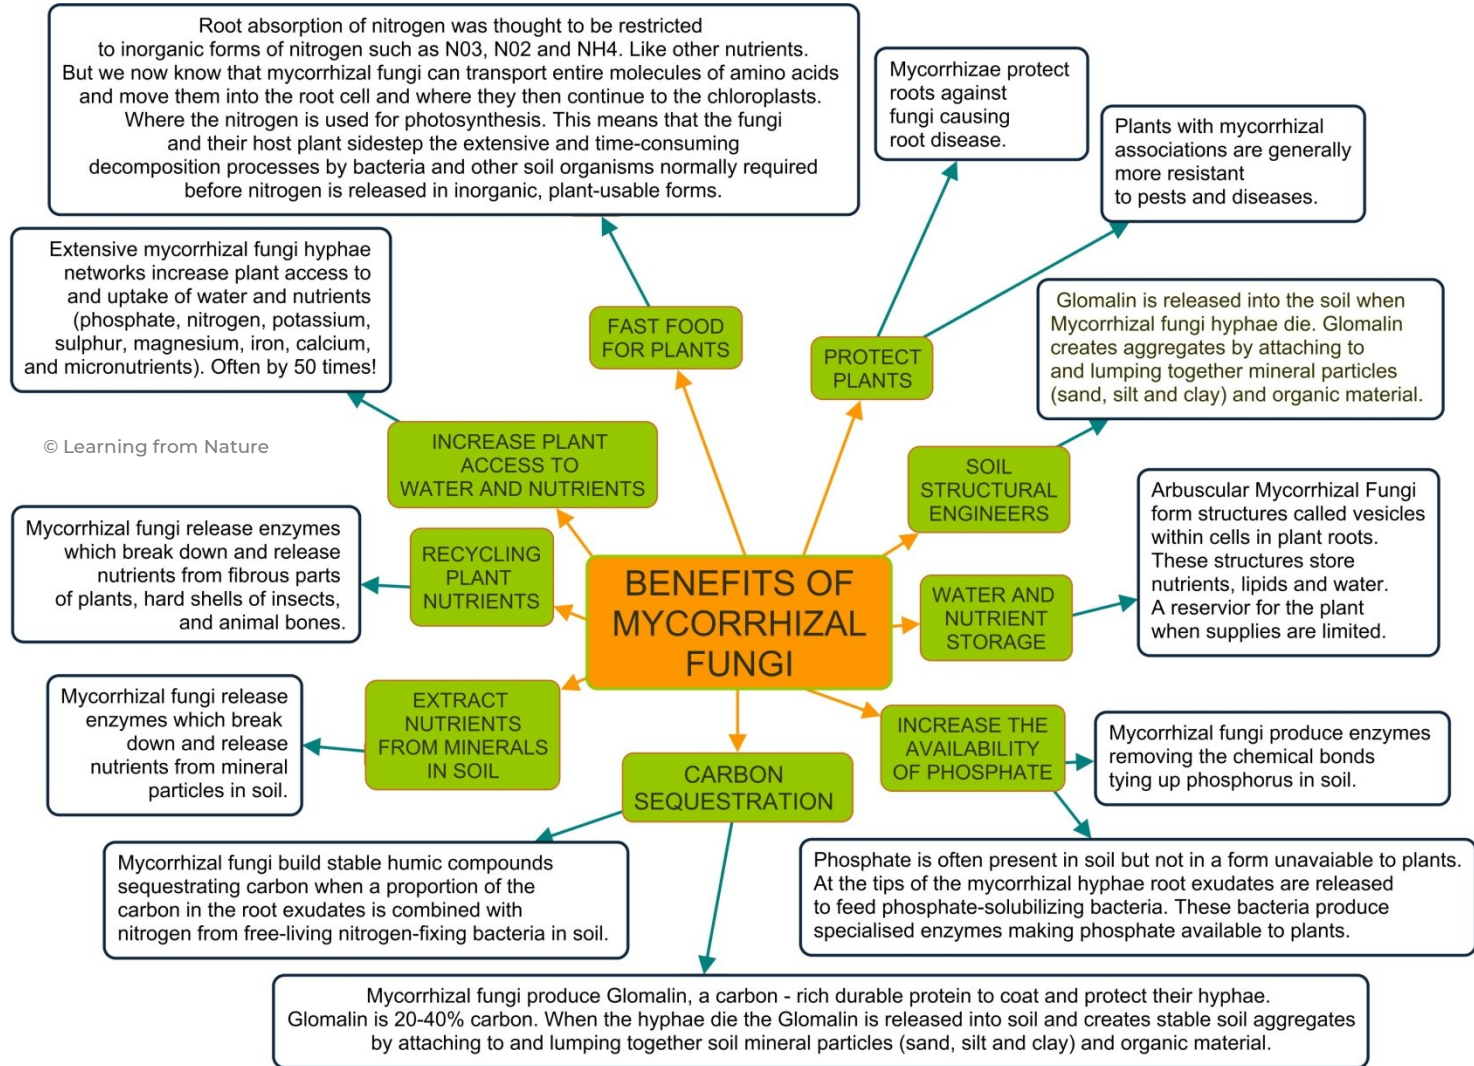 Root absorption of nitrogen was thought to be restricted
to inorganic forms of nitrogen such as N03, N02 and NH4. Like other nutrients.
But we now know that mycorrhizal fungi can transport entire molecules of amino acids
and move them into the root cell and where they then continue to the chloroplasts.
Where the nitrogen is used for photosynthesis. This means that the fungi
and their host plant sidestep the extensive and time-consuming
decomposition processes by bacteria and other soil organisms normally required
before nitrogen is released in inorganic, plant-usable forms.
Mycorrhizae protect
roots against
fungi causing
root disease.
Plants with mycorrhizal
associations are generally
more resistant
to pests and diseases.
Extensive mycorrhizal fungi hyphae
networks increase plant access to
and uptake of water and nutrients
(phosphate, nitrogen, potassium,
sulphur, magnesium, iron, calcium,
and micronutrients). Often by 50 times!
FAST FOOD
FOR PLANTS
PROTECT
PLANTS
Glomalin is released into the soil when
Mycorrhizal fungi hyphae die. Glomalin
creates aggregates by attaching to
and lumping together mineral particles
(sand, silt and clay) and organic material.
© Learning from Nature
INCREASE PLANT
ACCESS TO
WATER AND NUTRIENTS
SOIL
STRUCTURAL
ENGINEERS
Arbuscular Mycorrhizal Fungi
form structures called vesicles
within cells in plant roots.
These structures store
nutrients, lipids and water.
A reservior for the plant
when supplies are limited.
Mycorrhizal fungi release enzymes
which break down and release
nutrients from fibrous parts
of plants, hard shells of insects,
and animal bones.
RECYCLING
PLANT
NUTRIENTS
BENEFITS OF
MYCORRHIZAL
FUNGI
WATER AND
NUTRIENT
STORAGE
Mycorrhizal fungi release
enzymes which break
down and release
nutrients from mineral
particles in soil.
EXTRACT
NUTRIENTS
FROM MINERALS
IN SOIL
CARBON
SEQUESTRATION
INCREASE THE
AVAILABILITY
OF PHOSPHATE
Mycorrhizal fungi produce enzymes
removing the chemical bonds
tying up phosphorus in soil.
Mycorrhizal fungi build stable humic compounds
sequestrating carbon when a proportion of the
carbon in the root exudates is combined with
nitrogen from free-living nitrogen-fixing bacteria in soil.
Phosphate is often present in soil but not in a form unavaiable to plants.
At the tips of the mycorrhizal hyphae root exudates are released
to feed phosphate-solubilizing bacteria. These bacteria produce
specialised enzymes making phosphate available to plants.
Mycorrhizal fungi produce Glomalin, a carbon - rich durable protein to coat and protect their hyphae.
Glomalin is 20-40% carbon. When the hyphae die the Glomalin is released into soil and creates stable soil aggregates
by attaching to and lumping together soil mineral particles (sand, silt and clay) and organic material.